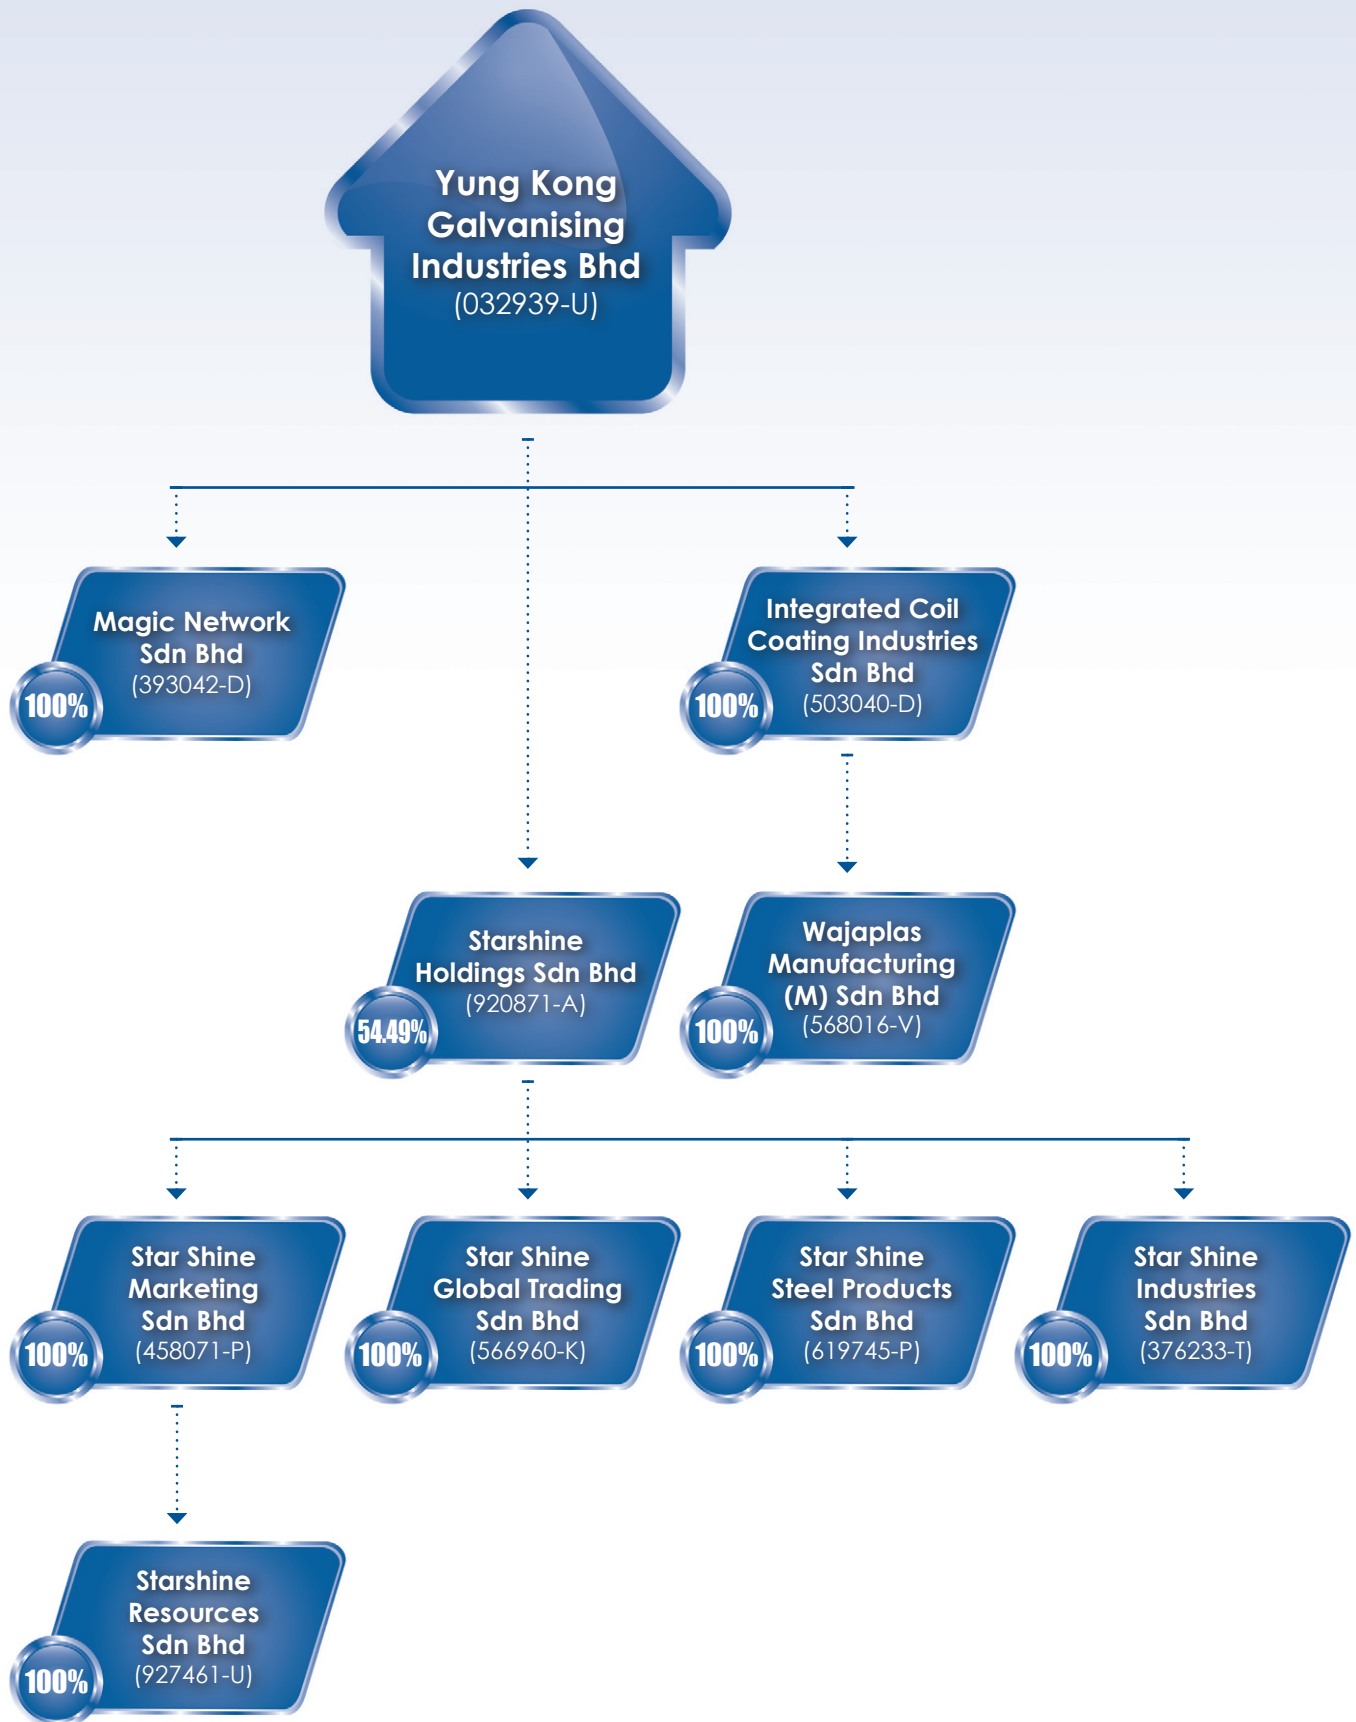 Yung Kong
Galvanising
Industries Bhd
(032939-U)
Magic Network
Sdn Bhd
(393042-D)
100%
Integrated Coil
Coating Industries
Sdn Bhd
(503040-D)
100%
Starshine
Holdings Sdn Bhd
(920871-A)
54.49%
Wajaplas
Manufacturing
(M) Sdn Bhd
(568016-V)
100%
Star Shine
Marketing
Sdn Bhd
(458071-P)
100%
Star Shine
Global Trading
Sdn Bhd
(566960-K)
100%
Star Shine
Steel Products
Sdn Bhd
(619745-P)
100%
Star Shine
Industries
Sdn Bhd
(376233-T)
100%
Starshine
Resources
Sdn Bhd
(927461-U)
100%